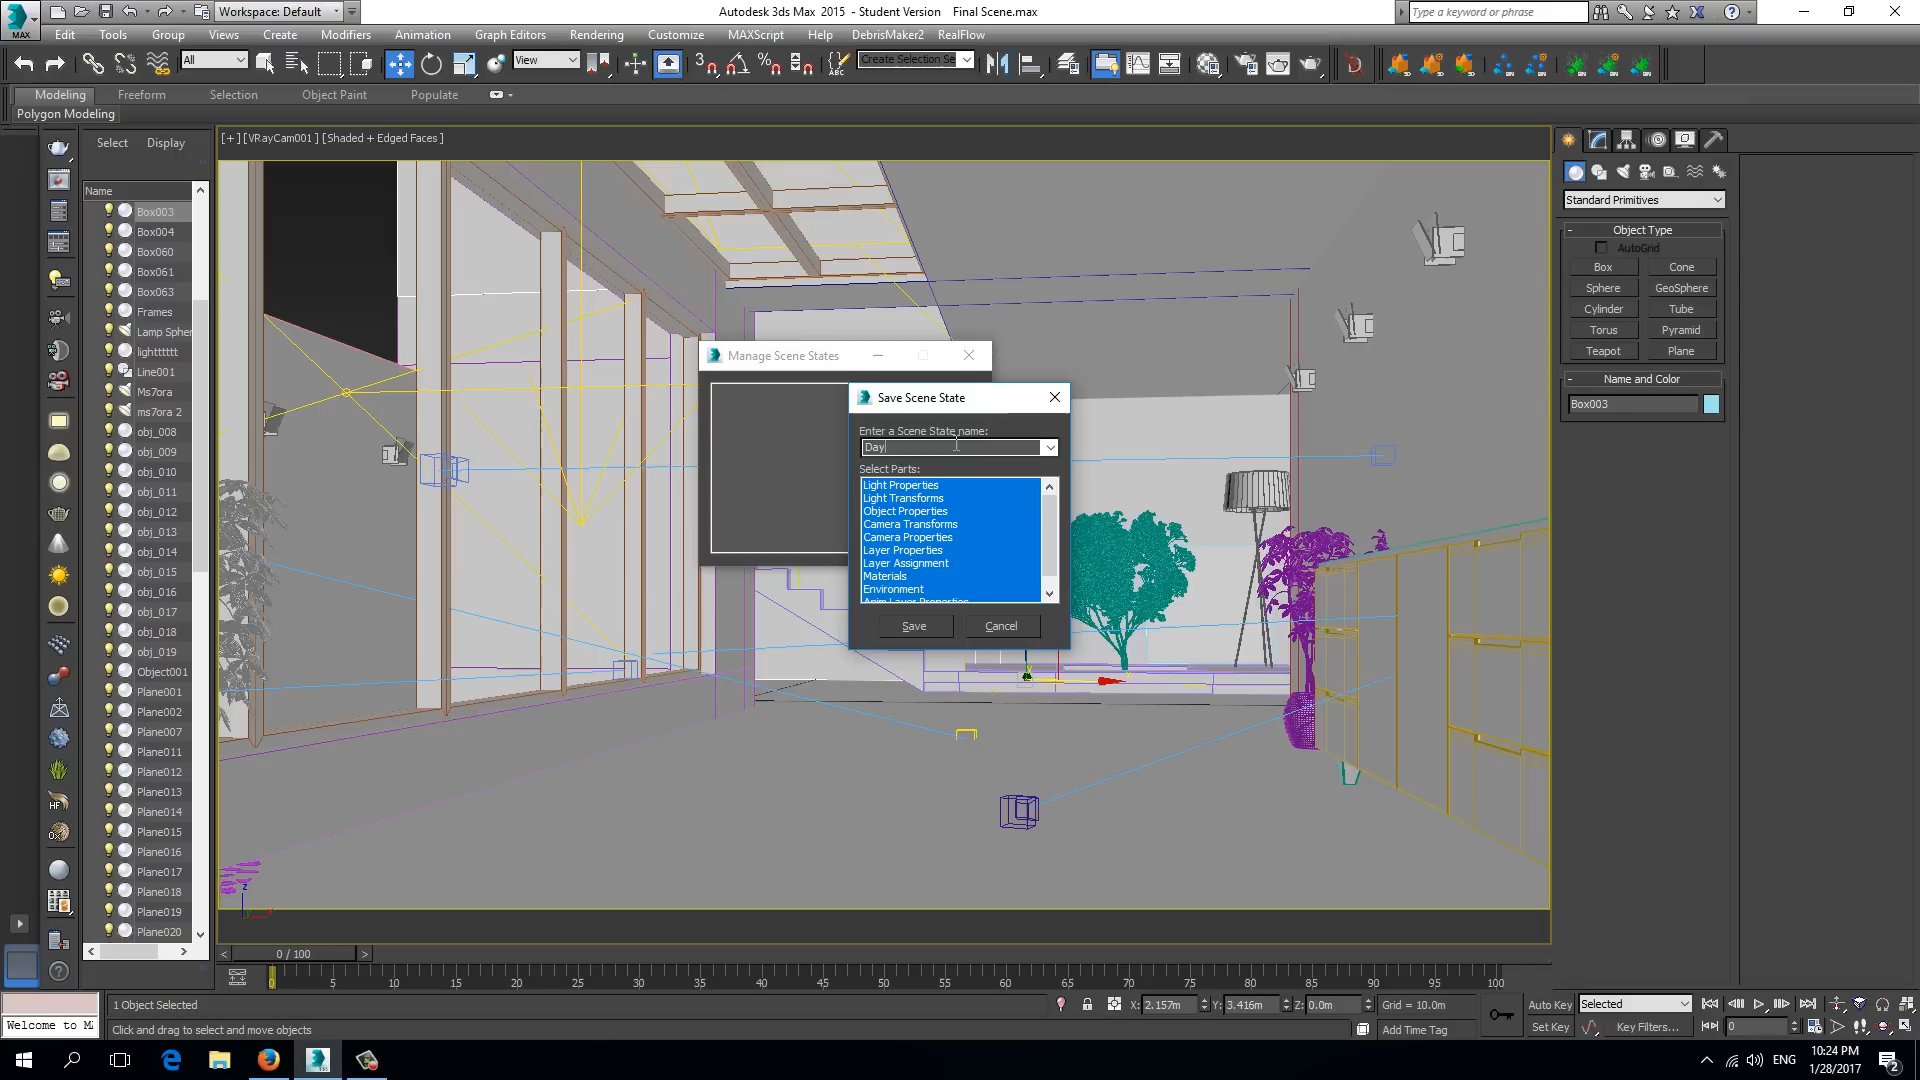 Workspace: Default
Autodesk 3ds Max 2015 - Student Version Final Scene.max
Type a keyword or phrase
MAX
Edit Tools Group Views Create Modifiers Animation Graph Editors Rendering Customize MAXScript Help DebrisMaker2 RealFlow
All
View
Create Selection Se
Modeling Freeform Selection Object Paint Populate
Polygon Modeling
[+] [VRayCam001] [Shaded + Edged Faces]
Select Display
Name
Box003
Box004
Box060
Box061
Box063
Frames
Lamp Spher
lightttttt
Line001
Ms7ora
ms7ora 2
obj_008
obj_009
obj_010
obj_011
obj_012
obj_013
obj_014
obj_015
obj_016
obj_017
obj_018
obj_019
Object001
Plane001
Plane002
Plane007
Plane011
Plane012
Plane013
Plane014
Plane015
Plane016
Plane017
Plane018
Plane019
Plane020
Manage Scene States
Save Scene State
Enter a Scene State name:
Day
Select Parts:
Light Properties
Light Transforms
Object Properties
Camera Transforms
Camera Properties
Layer Properties
Layer Assignment
Materials
Environment
Anim Layer Properties
Save Cancel
Standard Primitives
- Object Type
AutoGrid
Box Cone
Sphere GeoSphere
Cylinder Tube
Torus Pyramid
Teapot Plane
- Name and Color
Box003
z
< 0 / 100 >
0 5 10 15 20 25 30 35 40 45 50 55 60 65 70 75 80 85 90 95 100
1 Object Selected
X: 2.157m Y: 3.416m Z: 0.0m Grid = 10.0m
Auto Key Selected
Welcome to M
Click and drag to select and move objects
Add Time Tag
Set Key Key Filters... 0
ENG
10:24 PM
1/28/2017
2